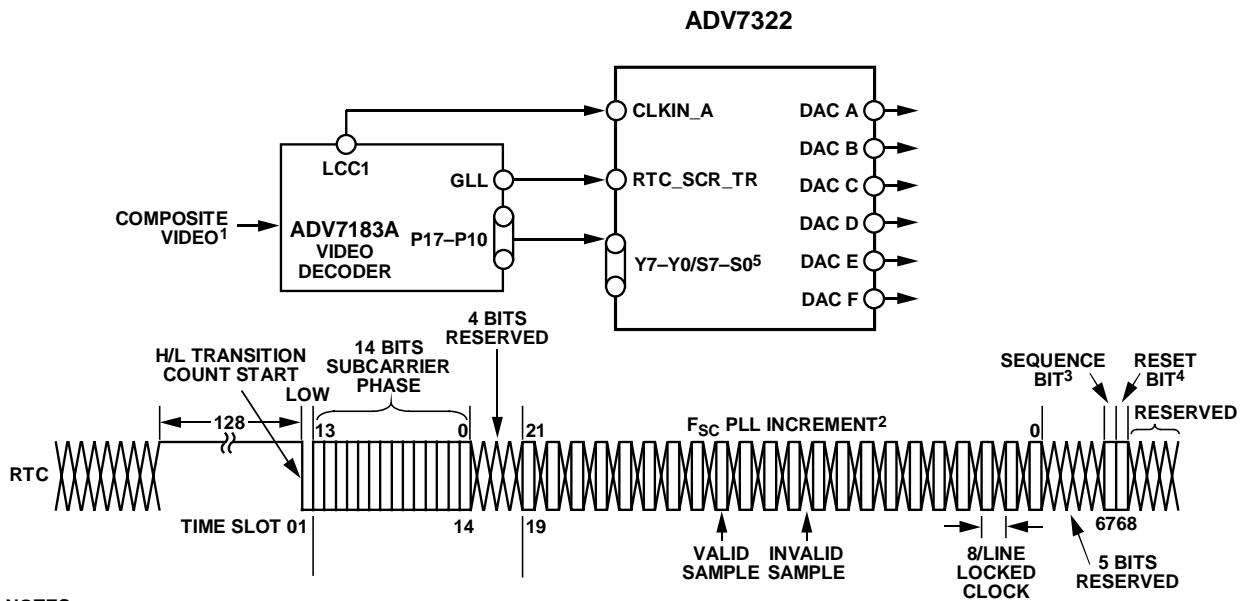 ADV7322
CLKIN_A
DAC A
DAC B
LCC1
GLL
RTC_SCR_TR
DAC C
COMPOSITE
VIDEO1
ADV7183A
VIDEO
DECODER
P17–P10
DAC D
Y7–Y0/S7–S05
DAC E
DAC F
4 BITS
RESERVED
H/L TRANSITION
COUNT START
14 BITS
SUBCARRIER
PHASE
SEQUENCE
BIT3
RESET
BIT4
LOW
RESERVED
128
13
0
21
FSC PLL INCREMENT2
0
RTC
TIME SLOT 01
14
19
6768
VALID
SAMPLE
INVALID
SAMPLE
8/LINE
LOCKED
CLOCK
5 BITS
RESERVED